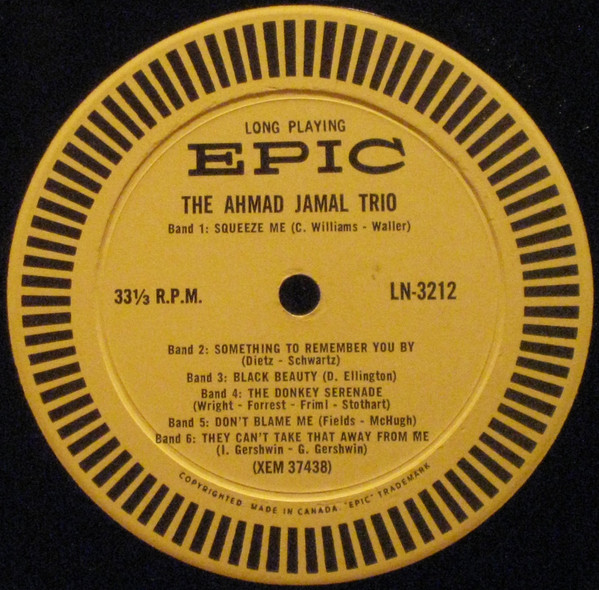 LONG PLAYING
EPIC
THE AHMAD JAMAL TRIO
Band 1: SQUEEZE ME (C. Williams - Waller)
33⅓ R.P.M.
LN-3212
Band 2: SOMETHING TO REMEMBER YOU BY
(Dietz - Schwartz)
Band 3: BLACK BEAUTY (D. Ellington)
Band 4: THE DONKEY SERENADE
(Wright - Forrest - Friml - Stothart)
Band 5: DON'T BLAME ME (Fields - McHugh)
Band 6: THEY CAN'T TAKE THAT AWAY FROM ME
(I. Gershwin - G. Gershwin)
(XEM 37438)
COPYRIGHTED. MADE IN CANADA. "EPIC" TRADEMARK